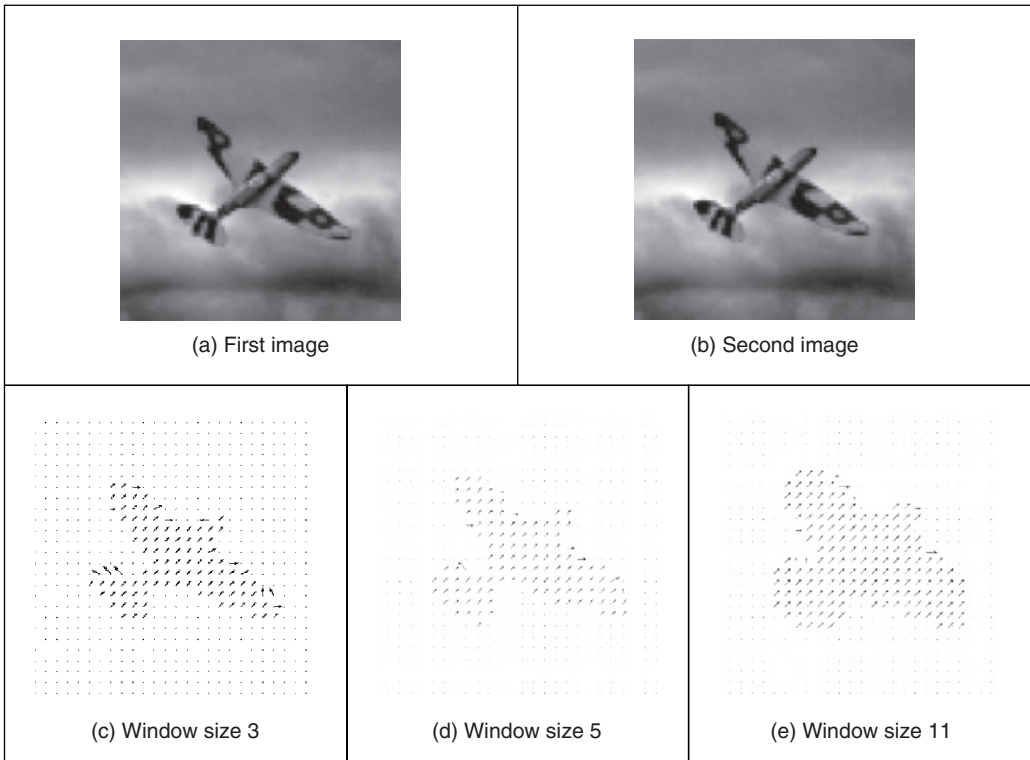 (a) First image
(b) Second image
(c) Window size 3
(d) Window size 5
(e) Window size 11